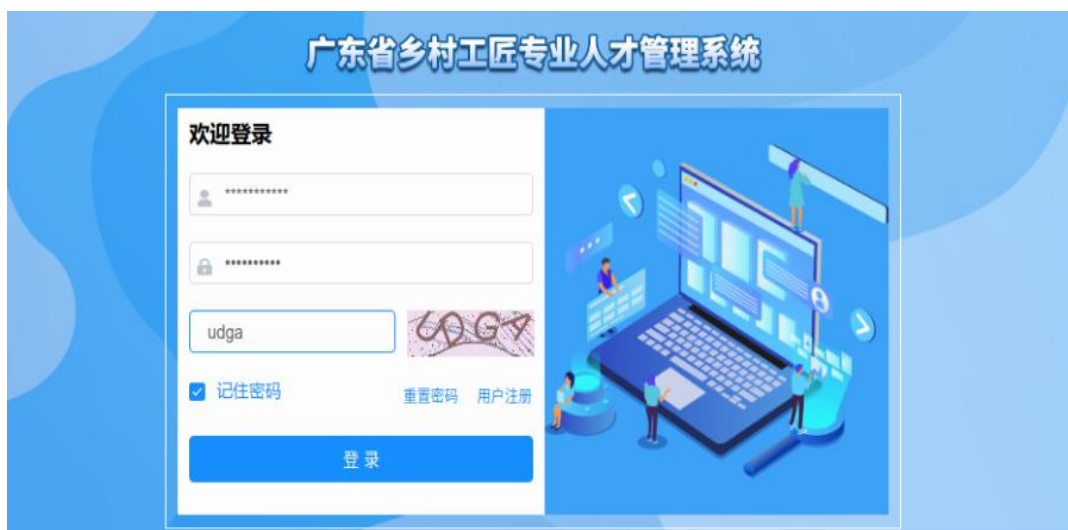 广东省乡村工匠专业人才管理系统
欢迎登录
***********
••••••••••
udga
UDGA
记住密码
重置密码 用户注册
登录